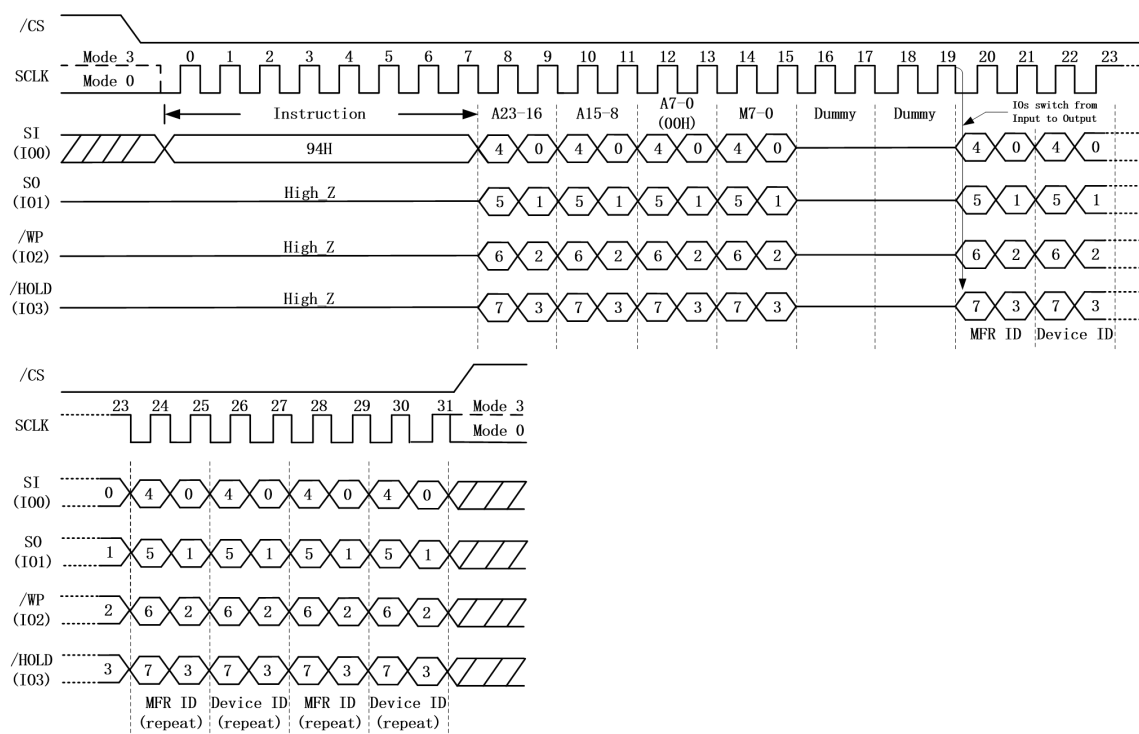 /CS
Mode 3
SCLK
Mode 0
0 1 2 3 4 5 6 7 8 9 10 11 12 13 14 15 16 17 18 19 20 21 22 23
Instruction
A23-16
A15-8
A7-0
(00H)
M7-0
Dummy
Dummy
IOs switch from
Input to Output
SI
(IO0)
94H
4 0 4 0 4 0 4 0 4 0 4 0
SO
(IO1)
High_Z
5 1 5 1 5 1 5 1 5 1 5 1
/WP
(IO2)
High_Z
6 2 6 2 6 2 6 2 6 2 6 2
/HOLD
(IO3)
High_Z
7 3 7 3 7 3 7 3 7 3 7 3
MFR ID
Device ID
/CS
23 24 25 26 27 28 29 30 31
Mode 3
SCLK
Mode 0
SI
(IO0)
0 4 0 4 0 4 0 4 0
SO
(IO1)
1 5 1 5 1 5 1 5 1
/WP
(IO2)
2 6 2 6 2 6 2 6 2
/HOLD
(IO3)
3 7 3 7 3 7 3 7 3
MFR ID
(repeat)
Device ID
(repeat)
MFR ID
(repeat)
Device ID
(repeat)